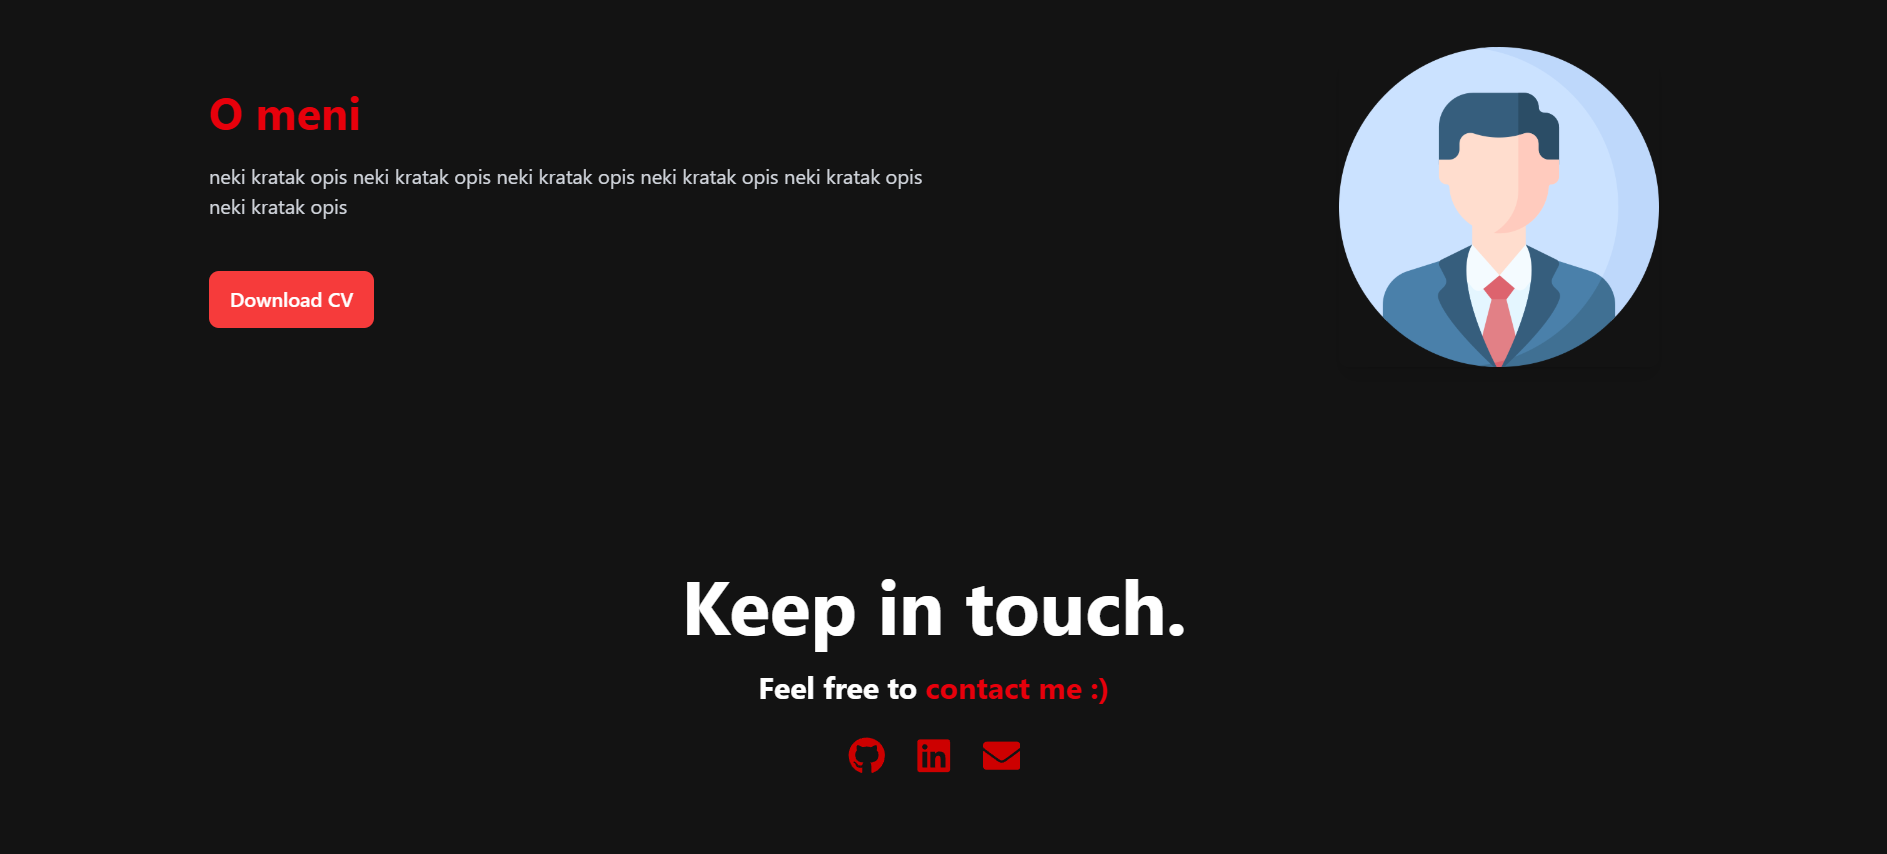 O meni
neki kratak opis neki kratak opis neki kratak opis neki kratak opis neki kratak opis
neki kratak opis
Download CV
Keep in touch.
Feel free to contact me :)
in